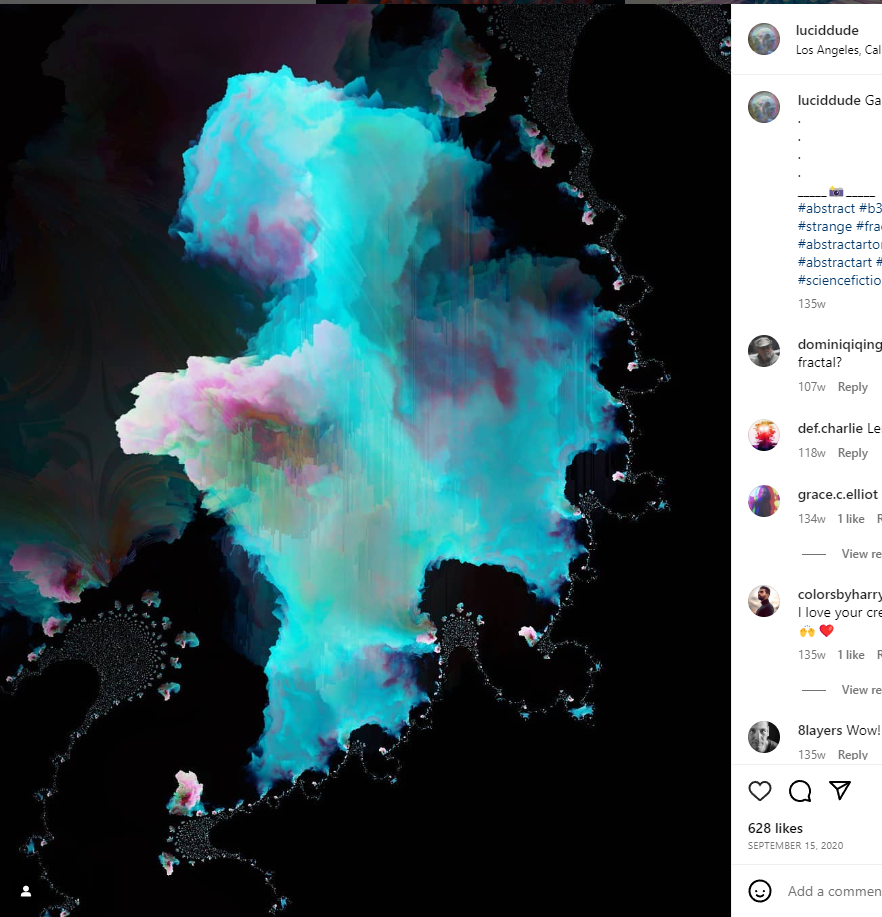 luciddude
Los Angeles, Cal
luciddude Ga
.
.
.
.
_____📸_____
#abstract #b3
#strange #fra
#abstractarto
#abstractart #
#sciencefictio
135w
dominiqiqing
fractal?
107w Reply
def.charlie Le
118w Reply
grace.c.elliot
134w 1 like R
View re
colorsbyharry
I love your cre
🙌 ❤️
135w 1 like R
View re
8layers Wow!
135w Reply
628 likes
SEPTEMBER 15, 2020
Add a commen